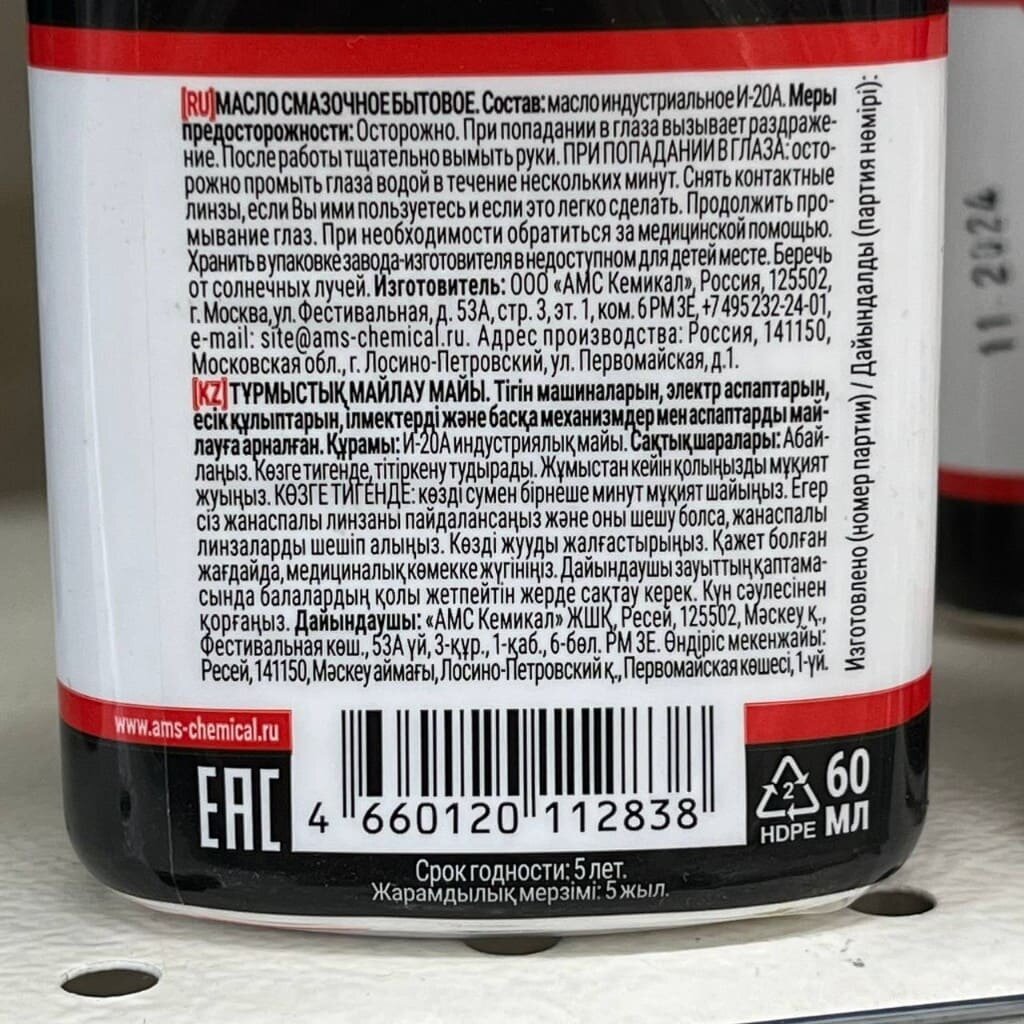 [RU] МАСЛО СМАЗОЧНОЕ БЫТОВОЕ. Состав: масло индустриальное И-20А. Меры
предосторожности: Осторожно. При попадании в глаза вызывает раздраже-
ние. После работы тщательно вымыть руки. ПРИ ПОПАДАНИИ В ГЛАЗА: осто-
рожно промыть глаза водой в течение нескольких минут. Снять контактные
линзы, если Вы ими пользуетесь и если это легко сделать. Продолжить про-
мывание глаз. При необходимости обратиться за медицинской помощью.
Хранить в упаковке завода-изготовителя в недоступном для детей месте. Беречь
от солнечных лучей. Изготовитель: ООО «АМС Кемикал», Россия, 125502,
г. Москва, ул. Фестивальная, д. 53А, стр. 3, эт. 1, ком. 6 РМ 3Е, +7 495 232-24-01,
e-mail: site@ams-chemical.ru. Адрес производства: Россия, 141150,
Московская обл., г. Лосино-Петровский, ул. Первомайская, д.1.
[KZ] ТҰРМЫСТЫҚ МАЙЛАУ МАЙЫ. Тігін машиналарын, электр аспаптарын,
есік құлыптарын, ілмектерді және басқа механизмдер мен аспаптарды май-
лауға арналған. Құрамы: И-20А индустриялық майы. Сақтық шаралары: Абай-
лаңыз. Көзге тигенде, тітіркену тудырады. Жұмыстан кейін қолыңызды мұқият
жуыңыз. КӨЗГЕ ТИГЕНДЕ: көзді сумен бірнеше минут мұқият шайыңыз. Егер
сіз жанаспалы линзаны пайдалансаңыз және оны шешу болса, жанаспалы
линзаларды шешіп алыңыз. Көзді жууды жалғастырыңыз. Қажет болған
жағдайда, медициналық көмекке жүгініңіз. Дайындаушы зауыттың қаптама-
сында балалардың қолы жетпейтін жерде сақтау керек. Күн сәулесінен
қорғаңыз. Дайындаушы: «АМС Кемикал» ЖШҚ, Ресей, 125502, Мәскеу қ.,
Фестивальная көш., 53А үй, 3-құр., 1-қаб., 6-бөл. РМ 3Е. Өндіріс мекенжайы:
Ресей, 141150, Мәскеу аймағы, Лосино-Петровский қ., Первомайская көшесі, 1-үй.
Изготовлено (номер партии) / Дайындалды (партия нөмірі):
www.ams-chemical.ru
EAC
4 660120 112838
2
HDPE
60
МЛ
Срок годности: 5 лет.
Жарамдылық мерзімі: 5 жыл.
11 2024